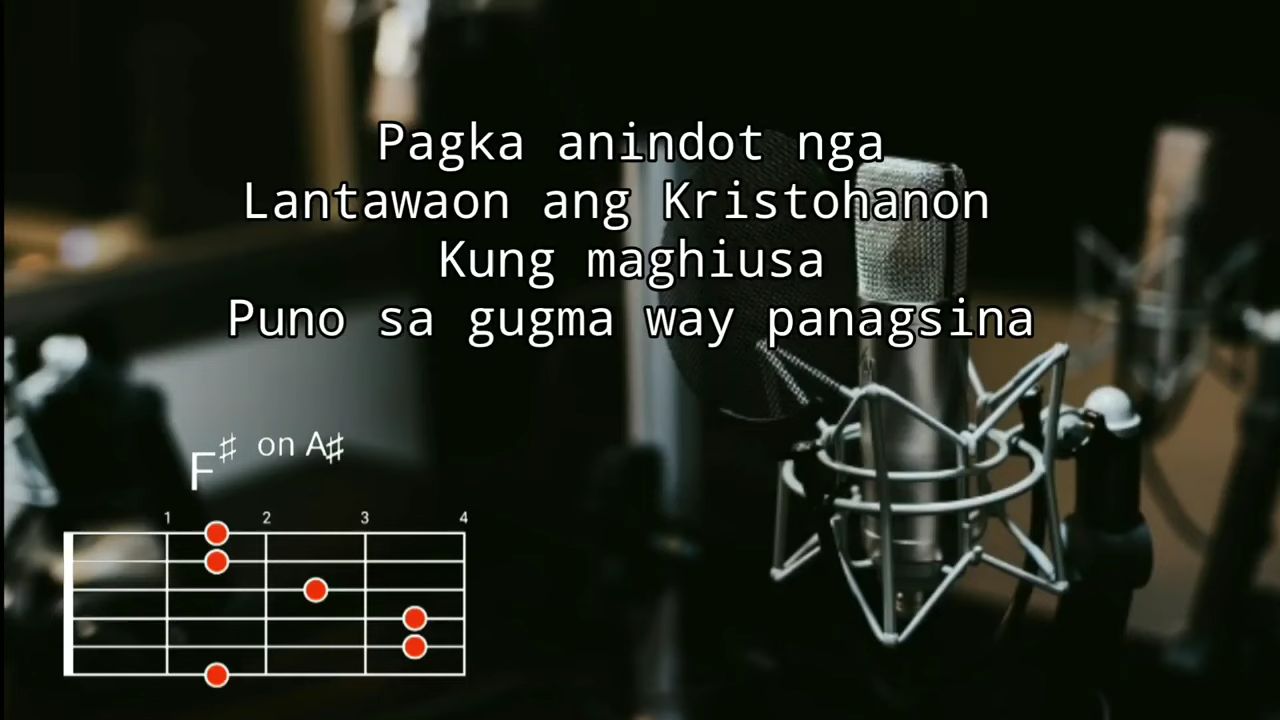 Pagka anindot nga
Lantawaon ang Kristohanon
Kung maghiusa
Puno sa gugma way panagsina
F♯ on A♯
1 2 3 4